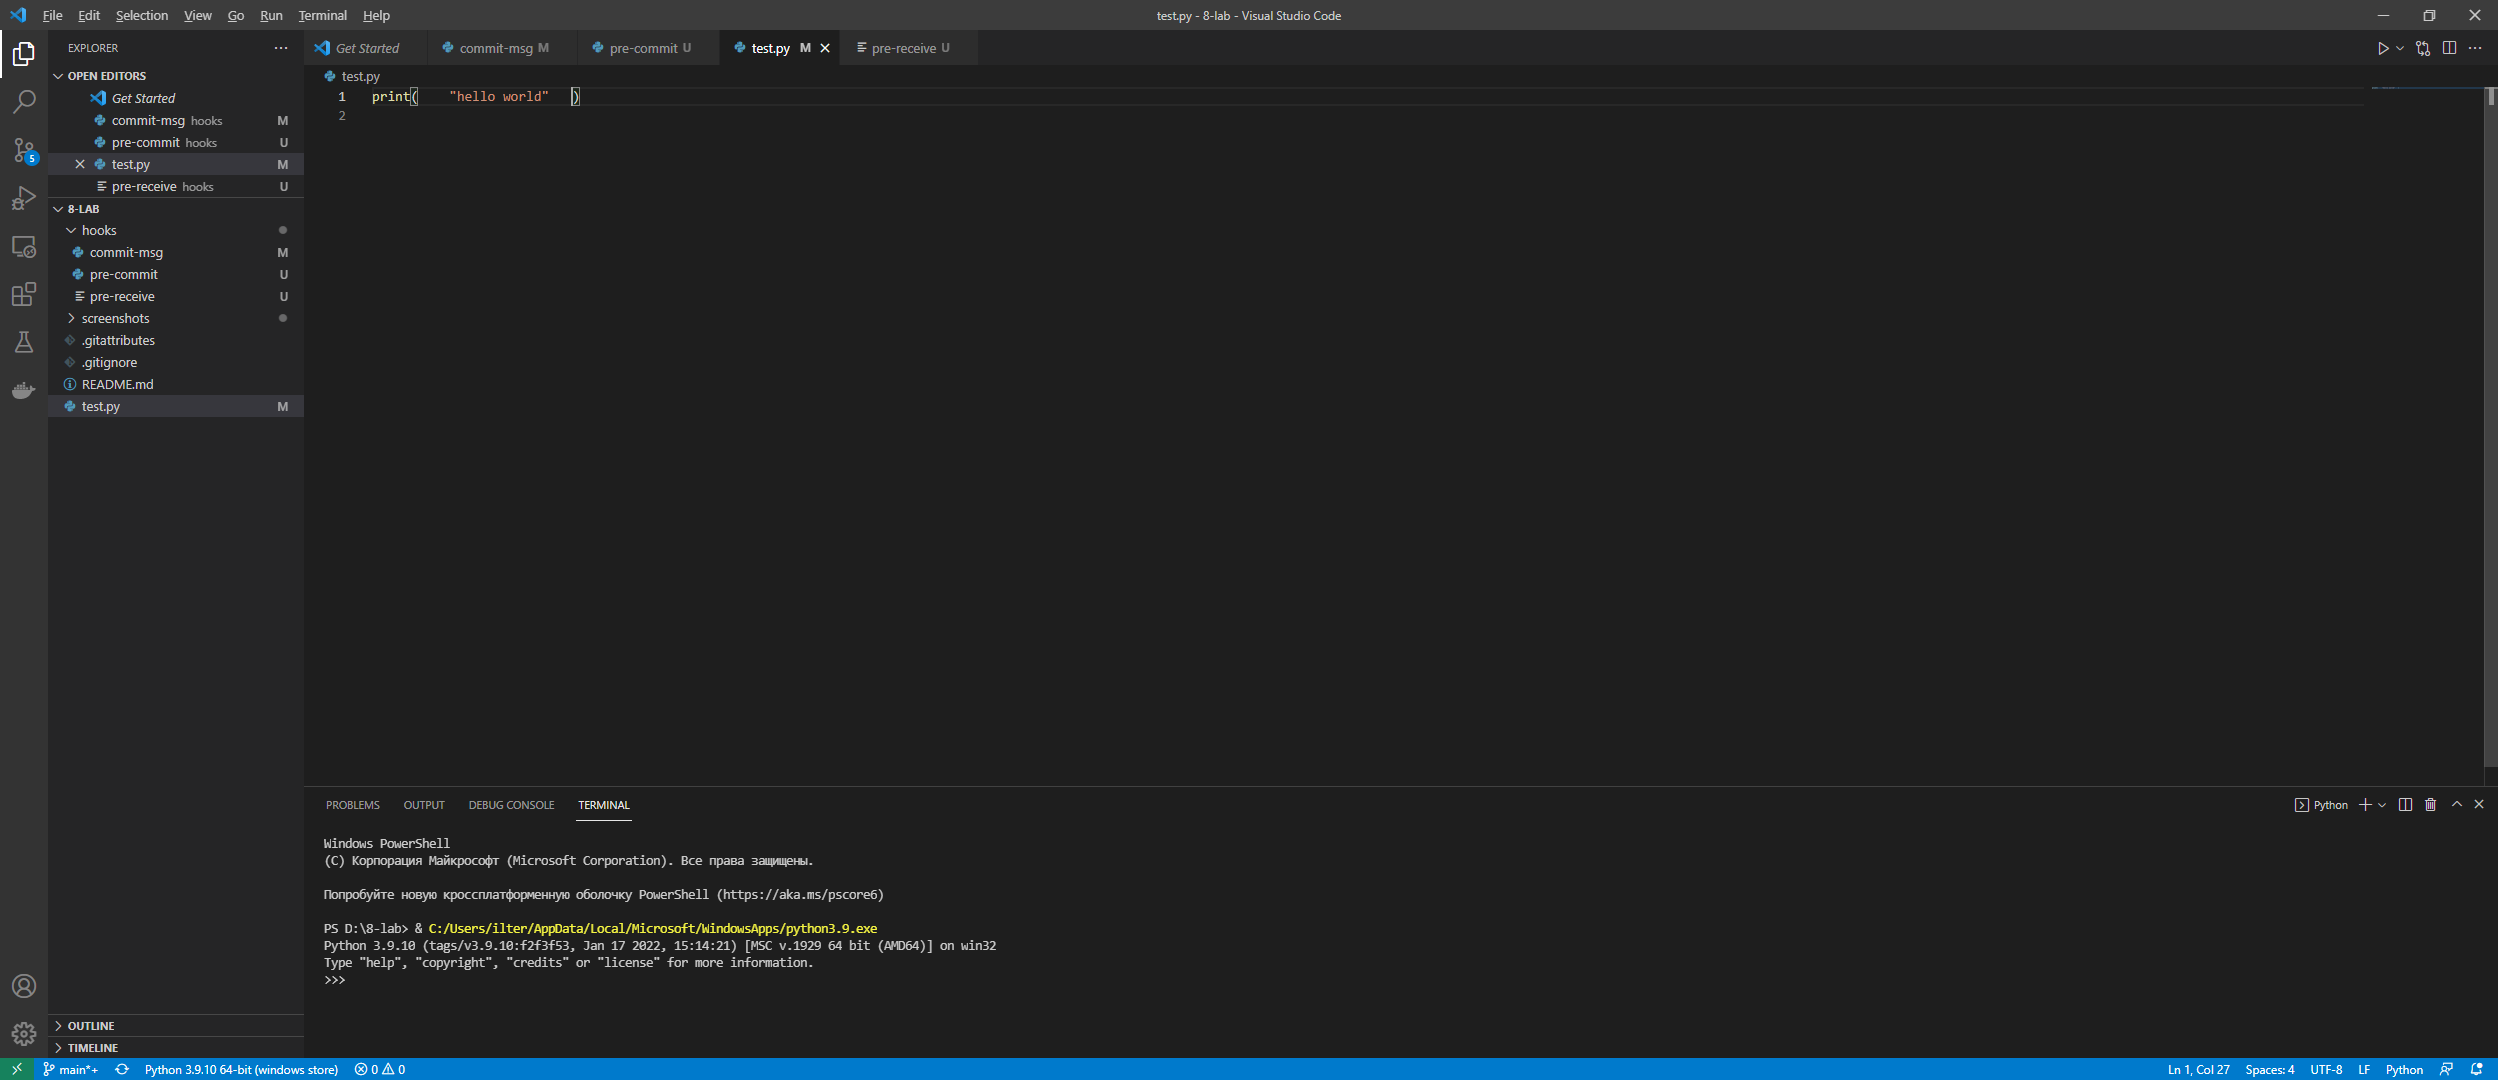 File Edit Selection View Go Run Terminal Help
test.py - 8-lab - Visual Studio Code
EXPLORER
OPEN EDITORS
Get Started
commit-msg hooks M
pre-commit hooks U
test.py M
pre-receive hooks U
8-LAB
hooks
commit-msg M
pre-commit U
pre-receive U
screenshots
.gitattributes
.gitignore
README.md
test.py M
OUTLINE
TIMELINE
5
Get Started commit-msg M pre-commit U test.py M pre-receive U
test.py
1 print(    "hello world"   )
2
PROBLEMS OUTPUT DEBUG CONSOLE TERMINAL
Python
Windows PowerShell
(C) Корпорация Майкрософт (Microsoft Corporation). Все права защищены.
Попробуйте новую кроссплатформенную оболочку PowerShell (https://aka.ms/pscore6)
PS D:\8-lab> & C:/Users/ilter/AppData/Local/Microsoft/WindowsApps/python3.9.exe
Python 3.9.10 (tags/v3.9.10:f2f3f53, Jan 17 2022, 15:14:21) [MSC v.1929 64 bit (AMD64)] on win32
Type "help", "copyright", "credits" or "license" for more information.
>>>
main*+ Python 3.9.10 64-bit (windows store) 0 0
Ln 1, Col 27 Spaces: 4 UTF-8 LF Python